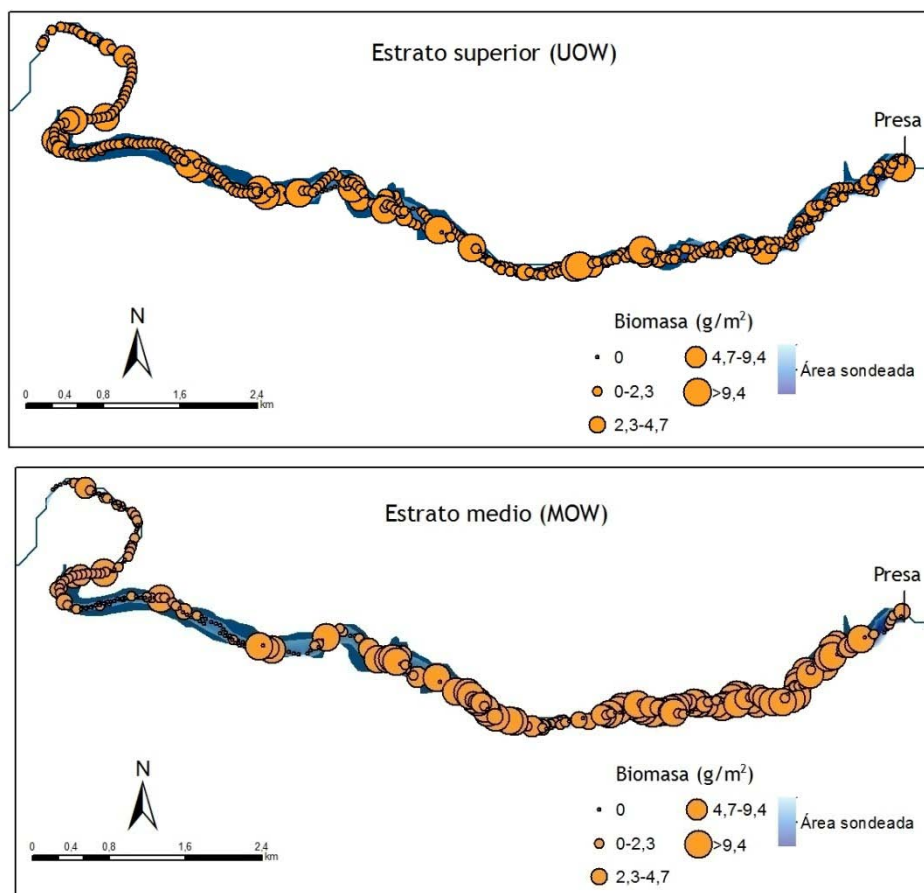 Estrato superior (UOW)
Presa
N
Biomasa (g/m²)
0 4,7-9,4
0-2,3 >9,4
2,3-4,7
Área sondeada
0 0,4 0,8 1,6 2,4
km
Estrato medio (MOW)
Presa
N
Biomasa (g/m²)
0 4,7-9,4
0-2,3 >9,4
2,3-4,7
Área sondeada
0 0,4 0,8 1,6 2,4
km